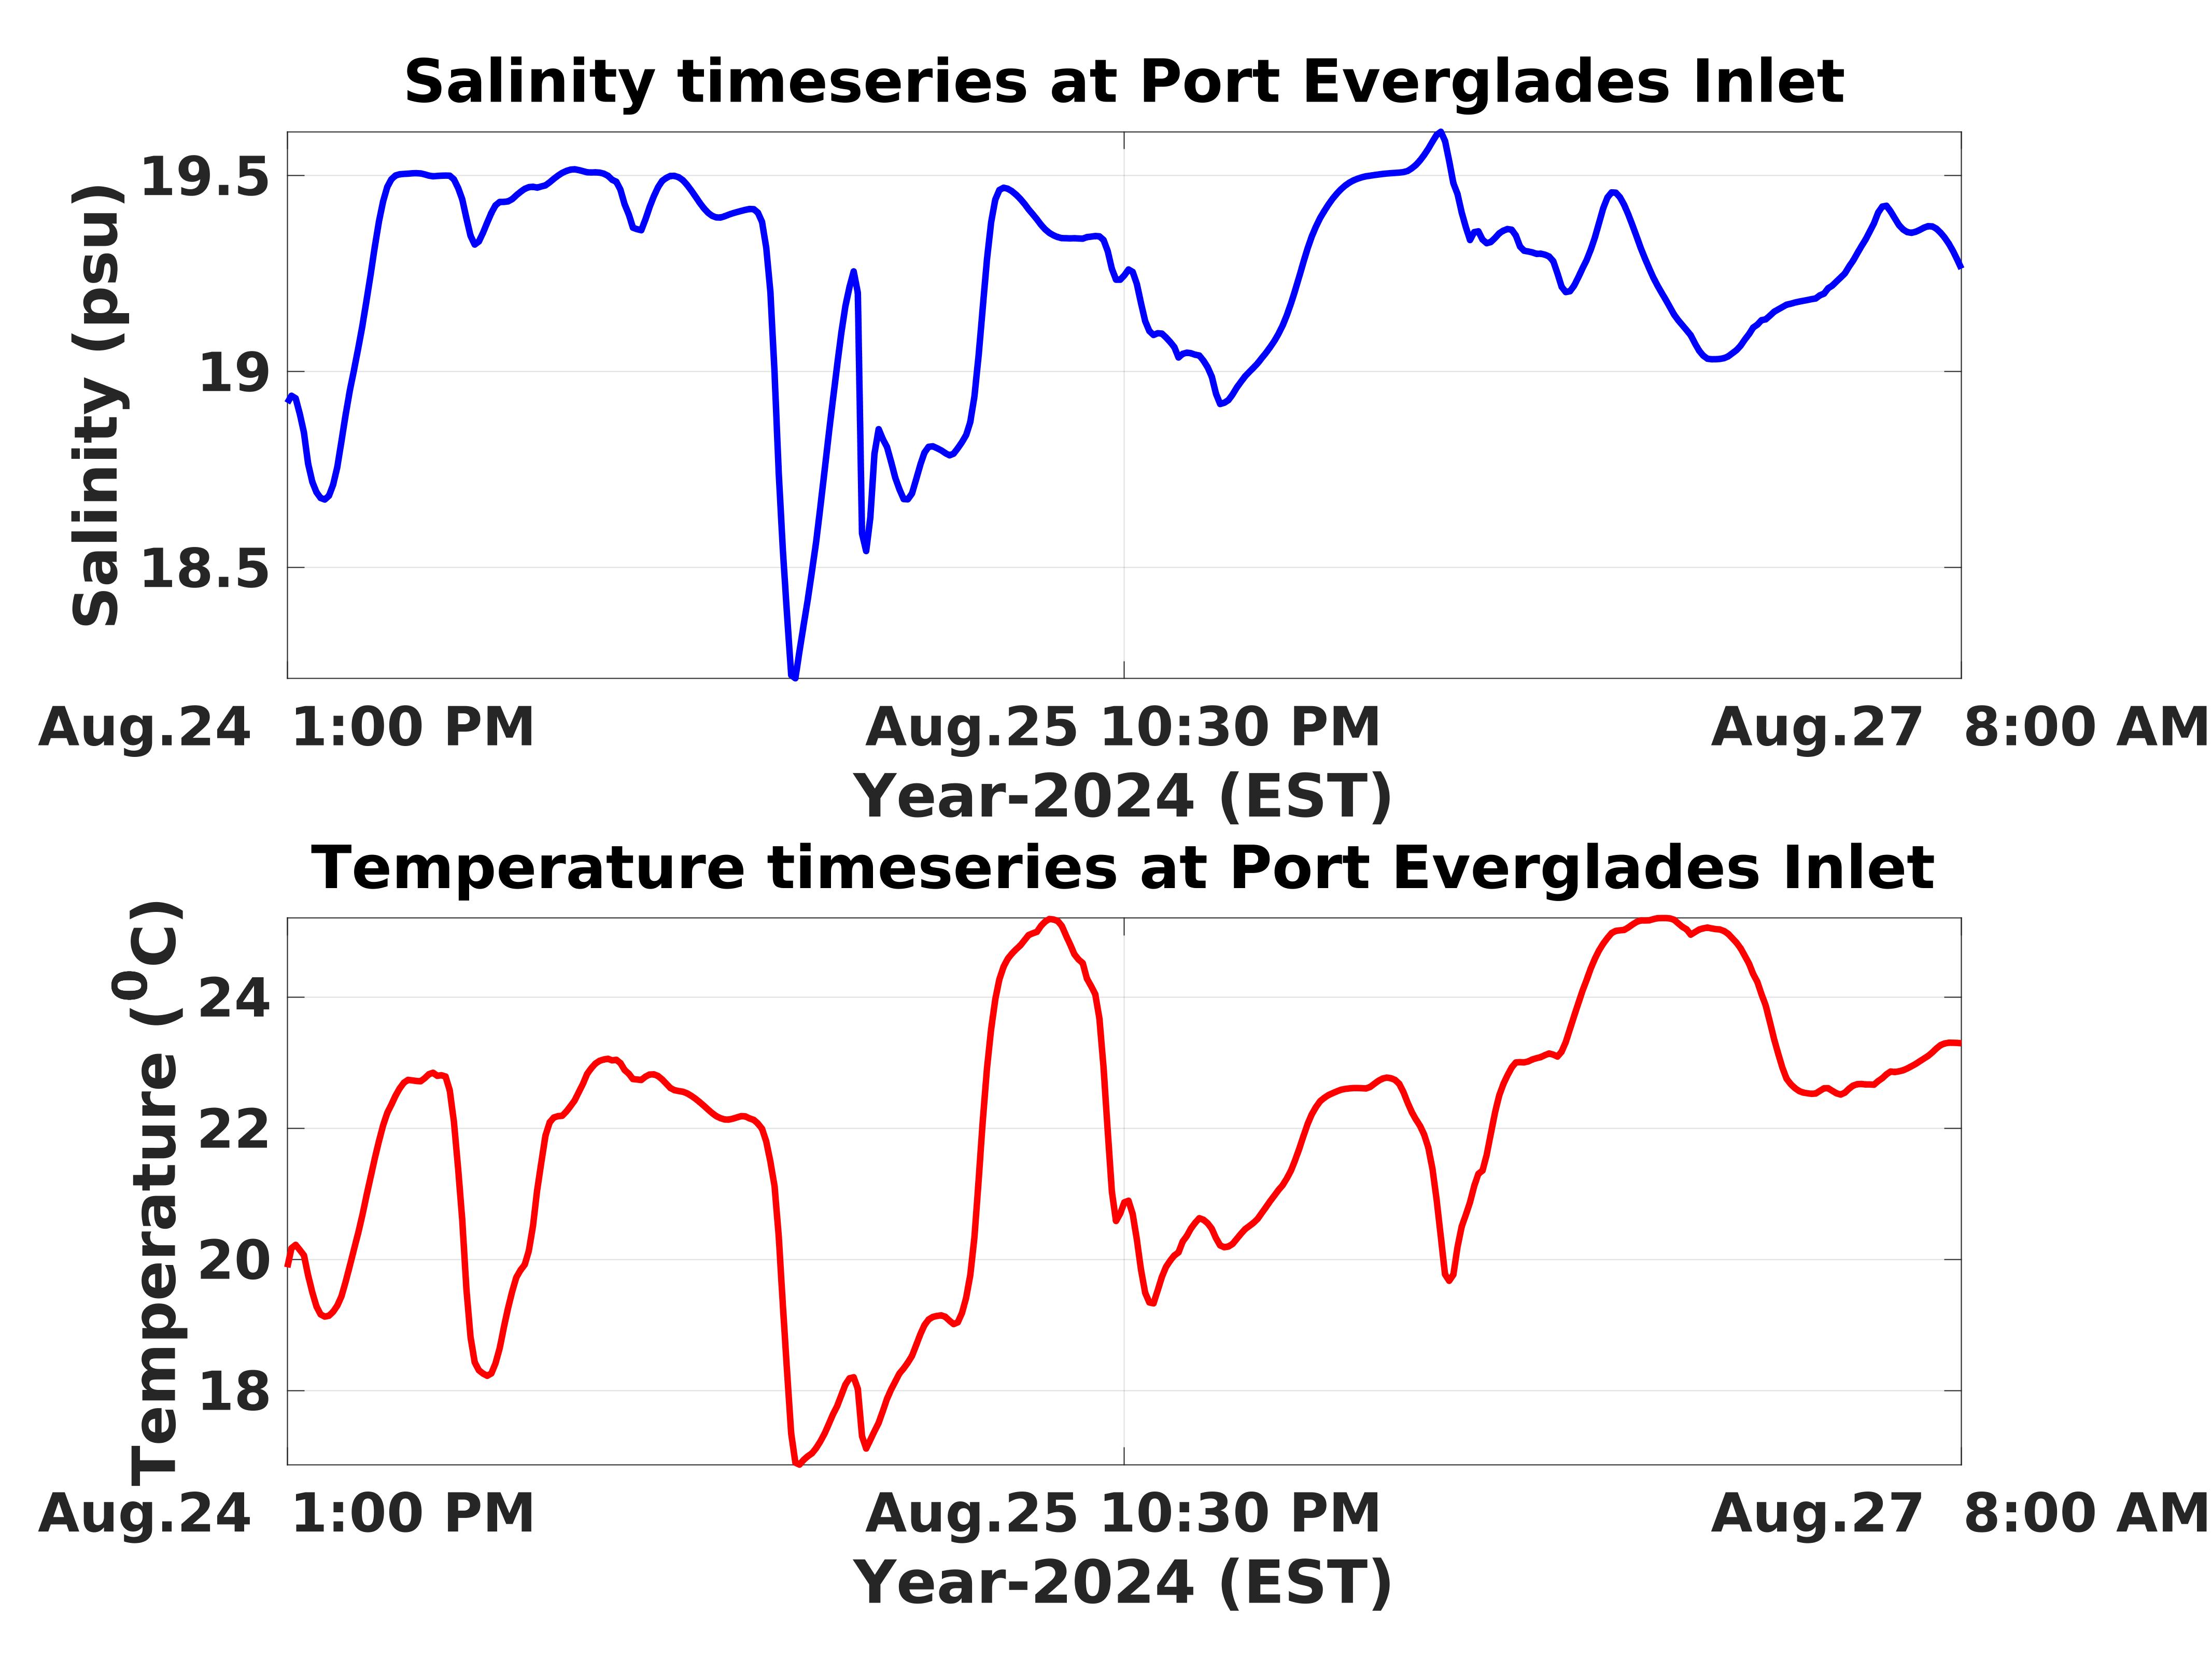 Salinity timeseries at Port Everglades Inlet
Salinity (psu)
19.5
19
18.5
Aug.24  1:00 PM
Aug.25 10:30 PM
Aug.27  8:00 AM
Year-2024 (EST)
Temperature timeseries at Port Everglades Inlet
Temperature (⁰C)
24
22
20
18
Aug.24  1:00 PM
Aug.25 10:30 PM
Aug.27  8:00 AM
Year-2024 (EST)